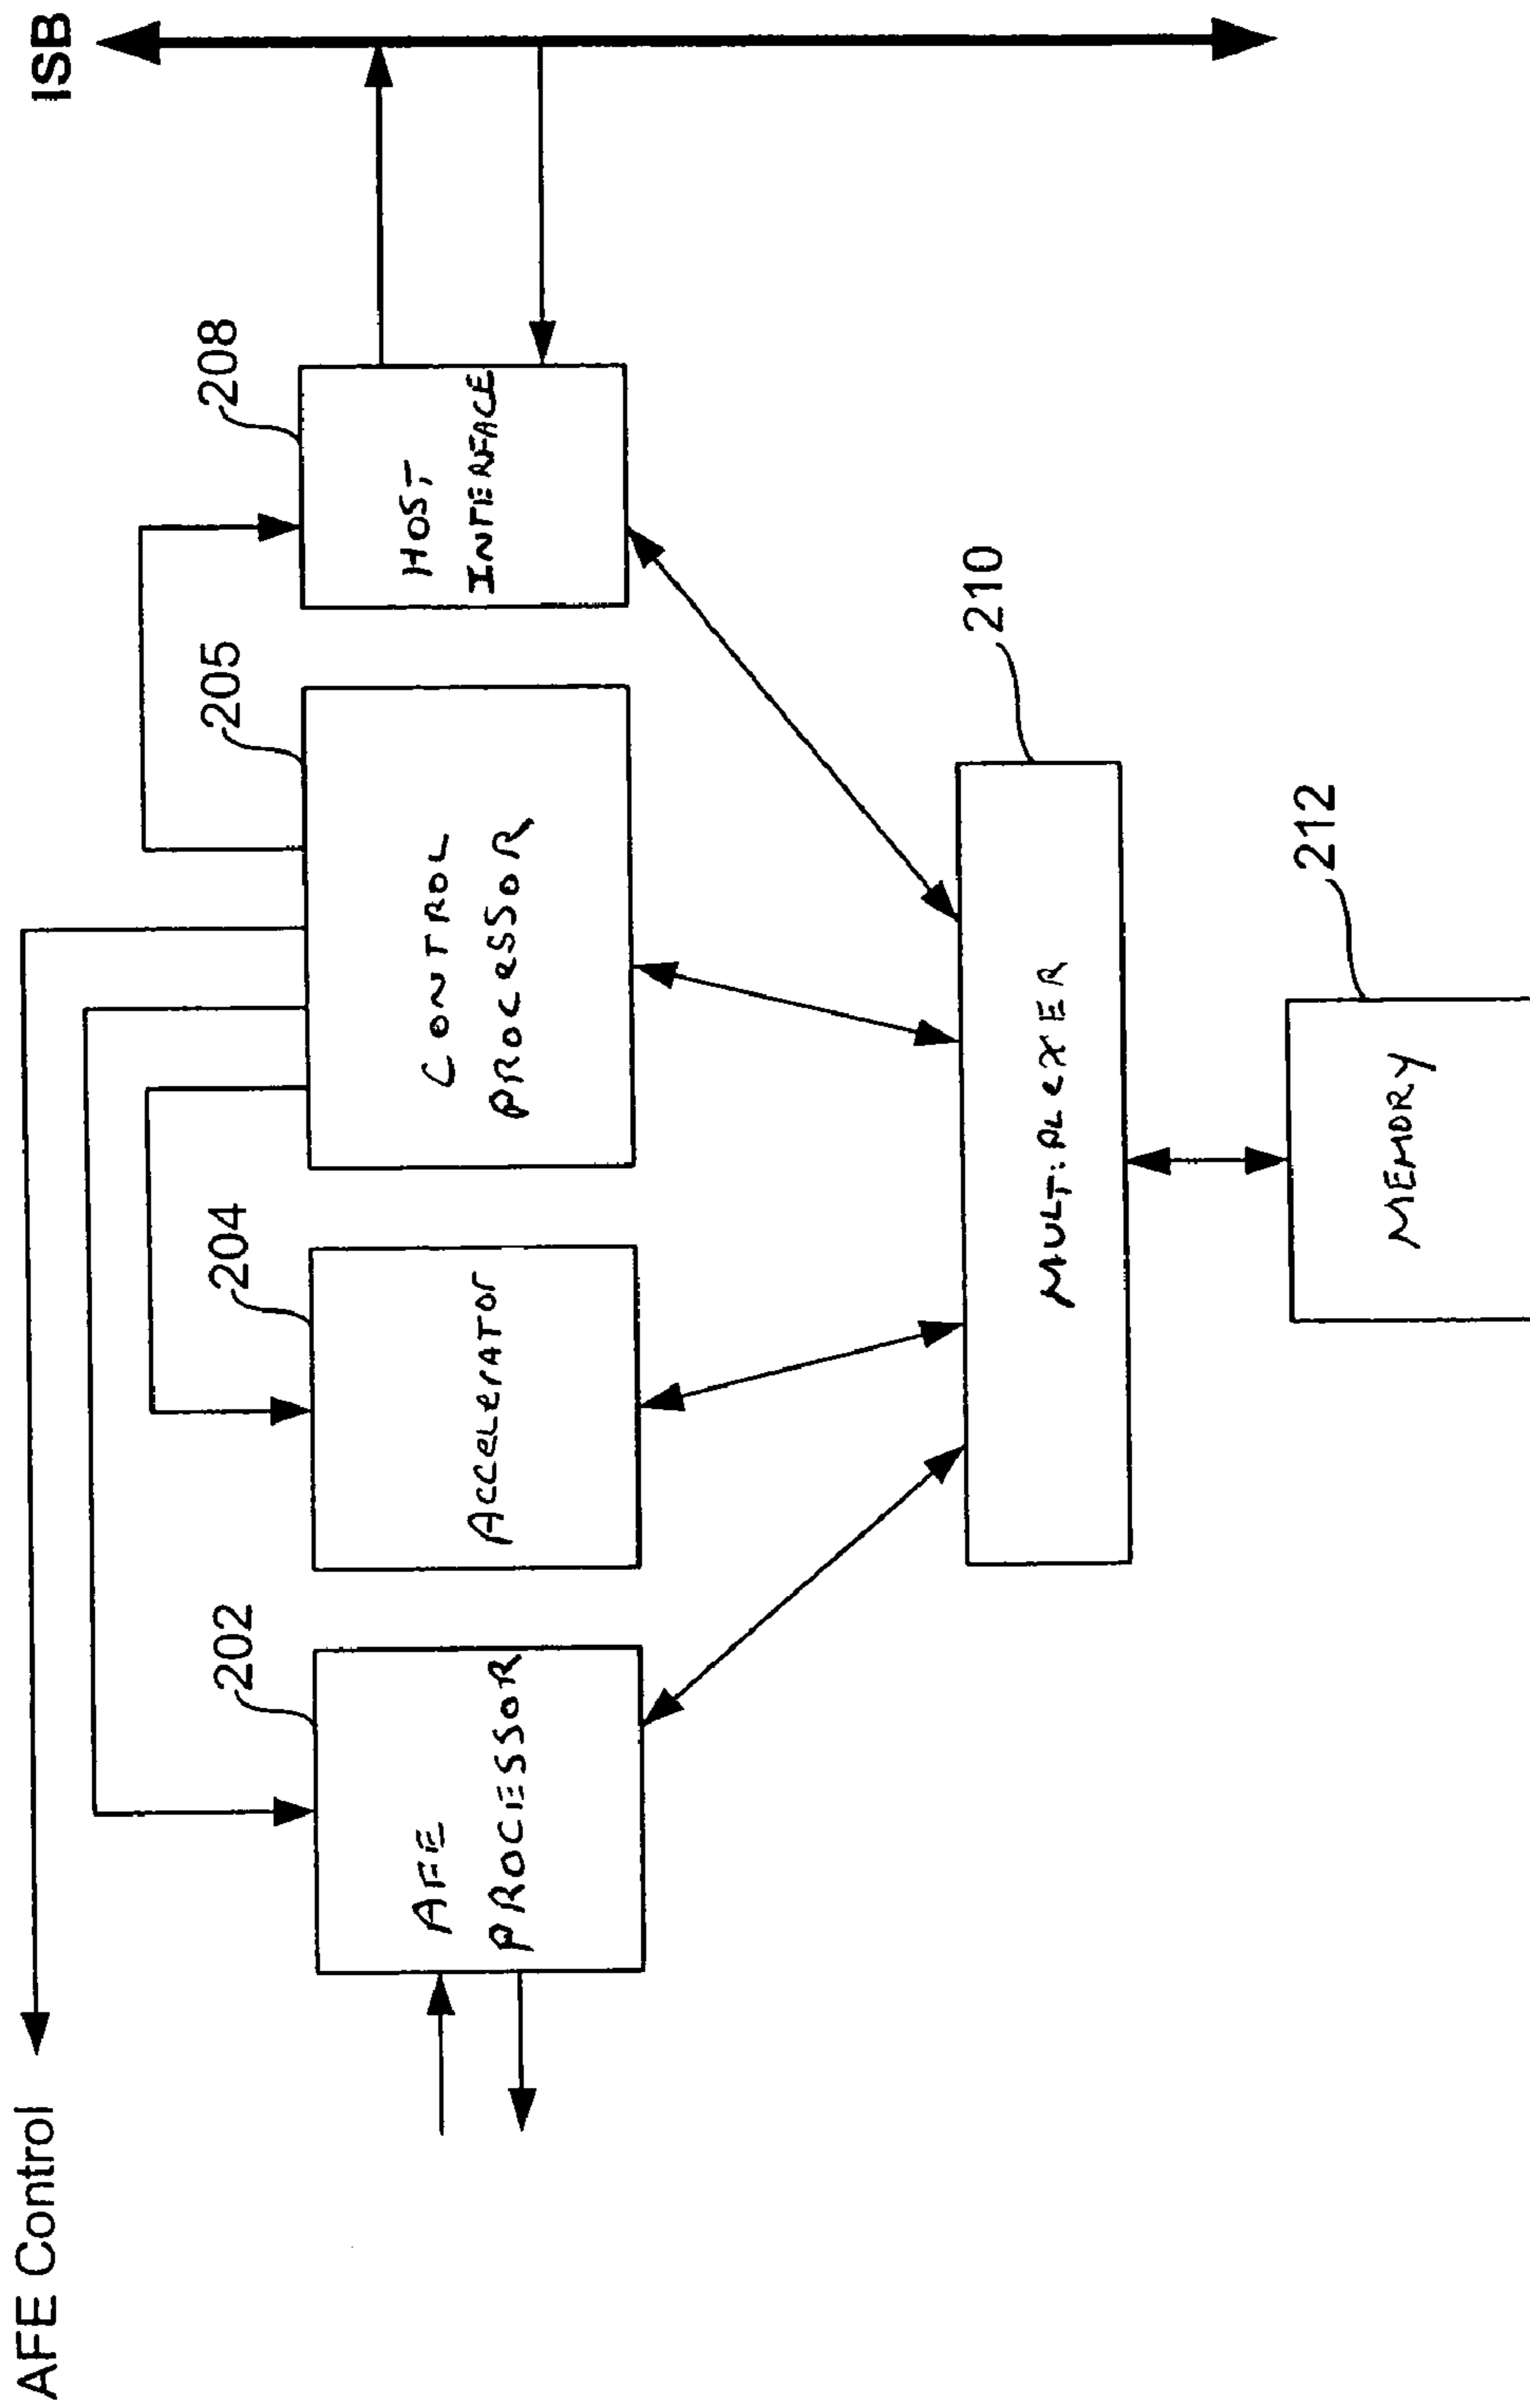 AFE Control
ISB
202
204
205
208
AFE
PROCESSOR
Accelerator
CONTROL
PROCESSOR
HOST
INTERFACE
210
MULTIPLEXER
212
MEMORY